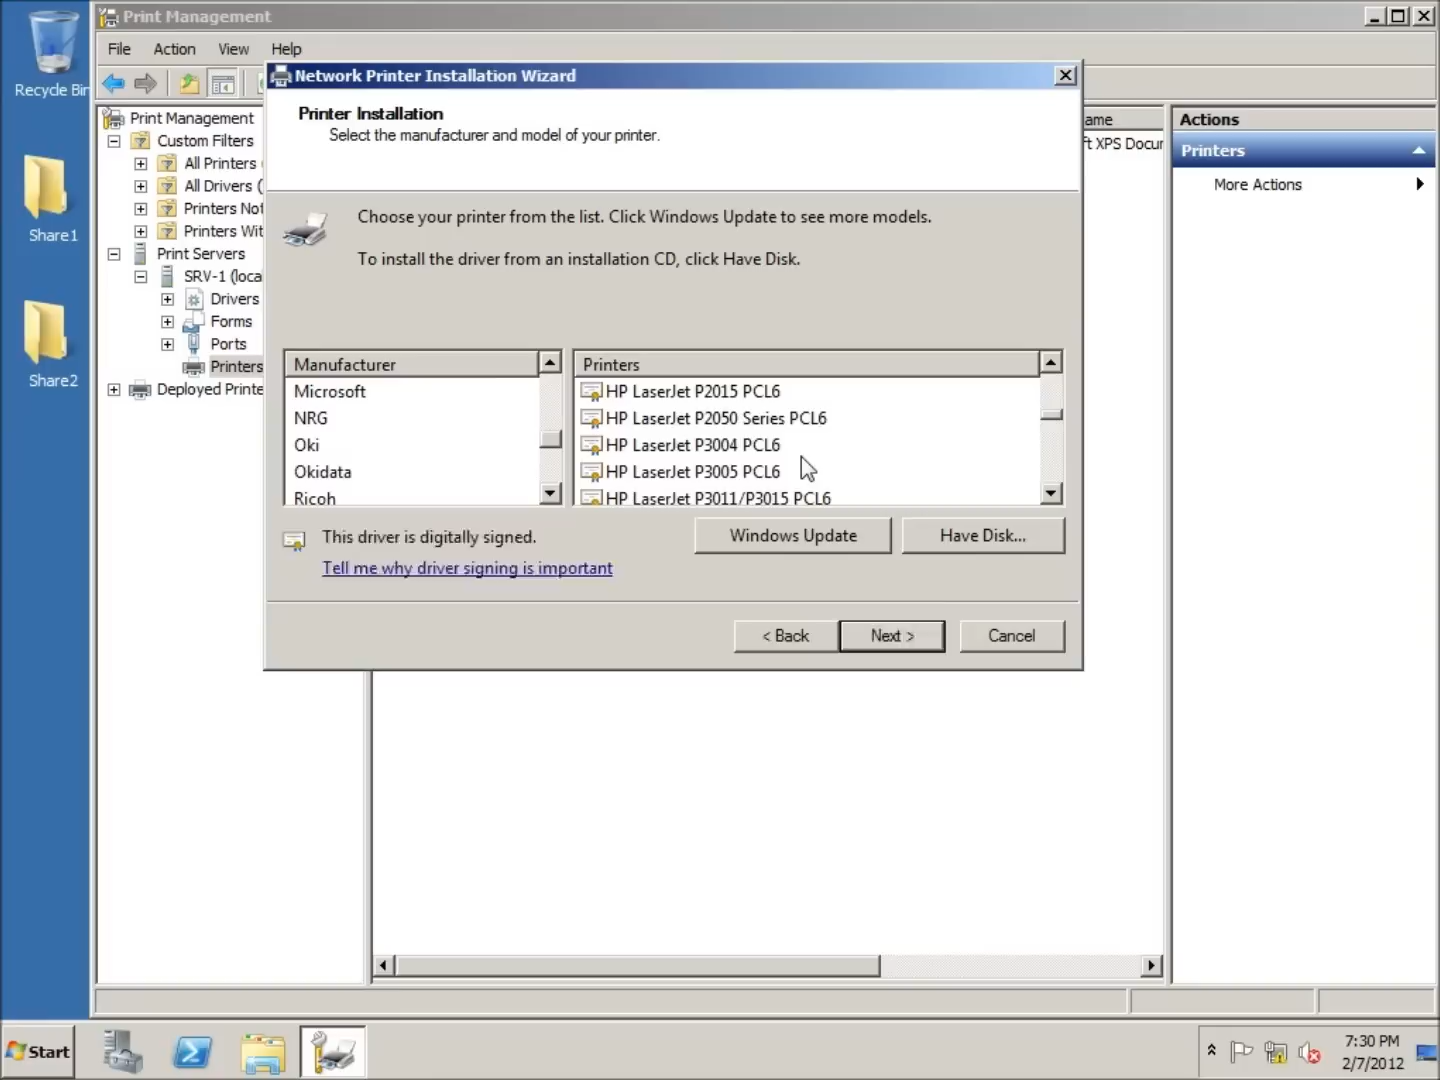 Print Management
File Action View Help
Recycle Bin
Share1
Share2
Print Management
Custom Filters
All Printers
All Drivers (
Printers Not
Printers Wit
Print Servers
SRV-1 (loca
Drivers
Forms
Ports
Printers
Deployed Printe
Network Printer Installation Wizard
Printer Installation
Select the manufacturer and model of your printer.
Choose your printer from the list. Click Windows Update to see more models.
To install the driver from an installation CD, click Have Disk.
Manufacturer
Microsoft
NRG
Oki
Okidata
Ricoh
Printers
HP LaserJet P2015 PCL6
HP LaserJet P2050 Series PCL6
HP LaserJet P3004 PCL6
HP LaserJet P3005 PCL6
HP LaserJet P3011/P3015 PCL6
This driver is digitally signed.
Tell me why driver signing is important
Windows Update
Have Disk...
< Back
Next >
Cancel
ame
ft XPS Docur
Actions
Printers
More Actions
Start
7:30 PM
2/7/2012